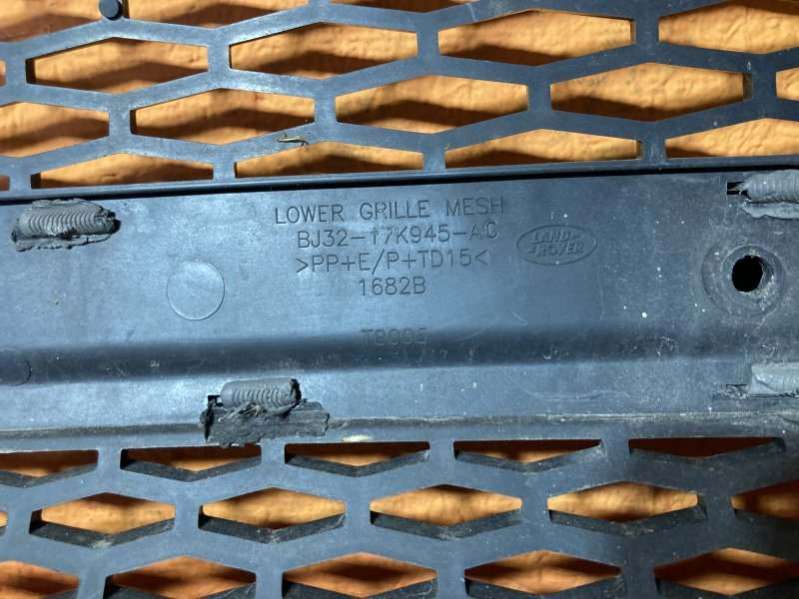 LOWER GRILLE MESH
BJ32-17K945-AC
>PP+E/P+TD15<
1682B
LAND-
ROVER